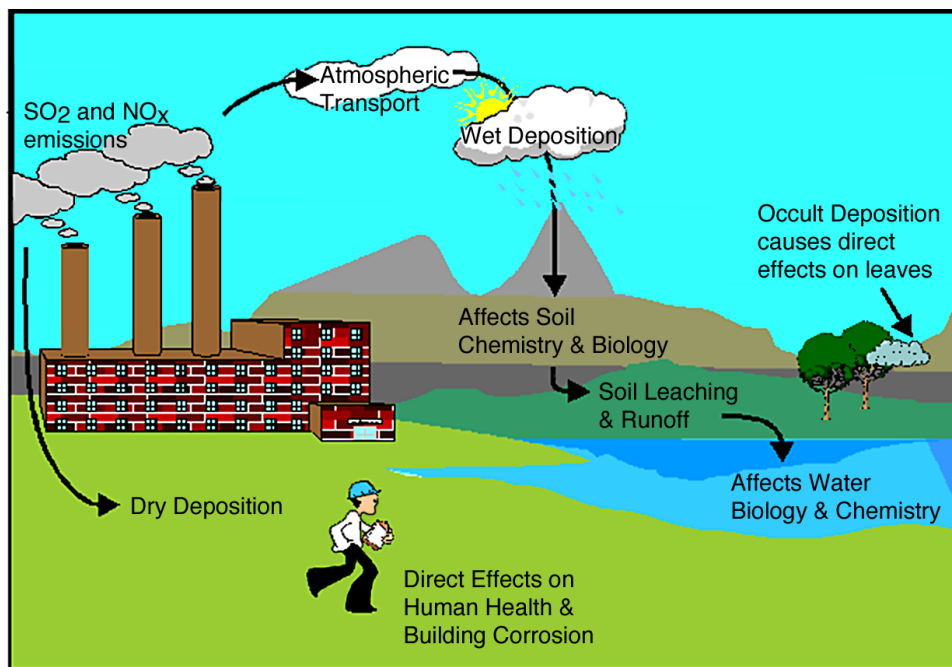 SO2 and NOx
emissions
Atmospheric
Transport
Wet Deposition
Occult Deposition
causes direct
effects on leaves
Affects Soil
Chemistry & Biology
Soil Leaching
& Runoff
Affects Water
Biology & Chemistry
Dry Deposition
Direct Effects on
Human Health &
Building Corrosion